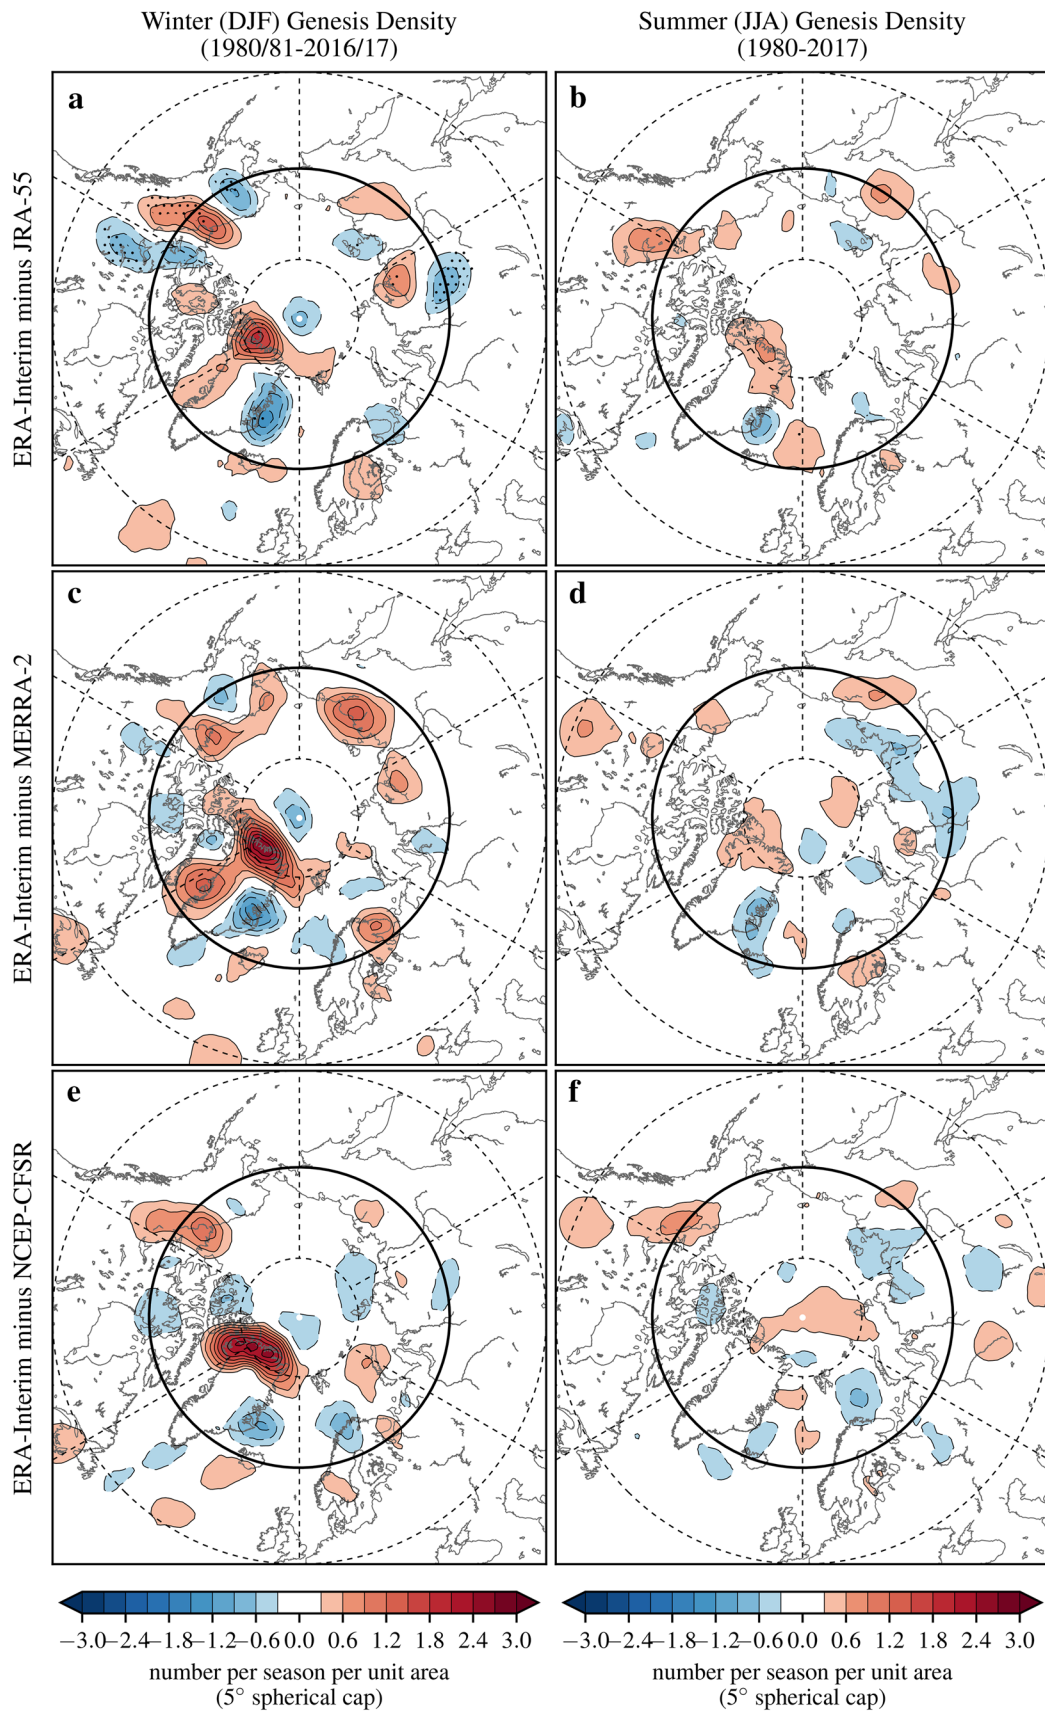 Winter (DJF) Genesis Density
(1980/81-2016/17)
Summer (JJA) Genesis Density
(1980-2017)
ERA-Interim minus JRA-55
a
b
ERA-Interim minus MERRA-2
c
d
ERA-Interim minus NCEP-CFSR
e
f
−3.0−2.4−1.8−1.2−0.6 0.0 0.6 1.2 1.8 2.4 3.0
number per season per unit area
(5° spherical cap)
−3.0−2.4−1.8−1.2−0.6 0.0 0.6 1.2 1.8 2.4 3.0
number per season per unit area
(5° spherical cap)